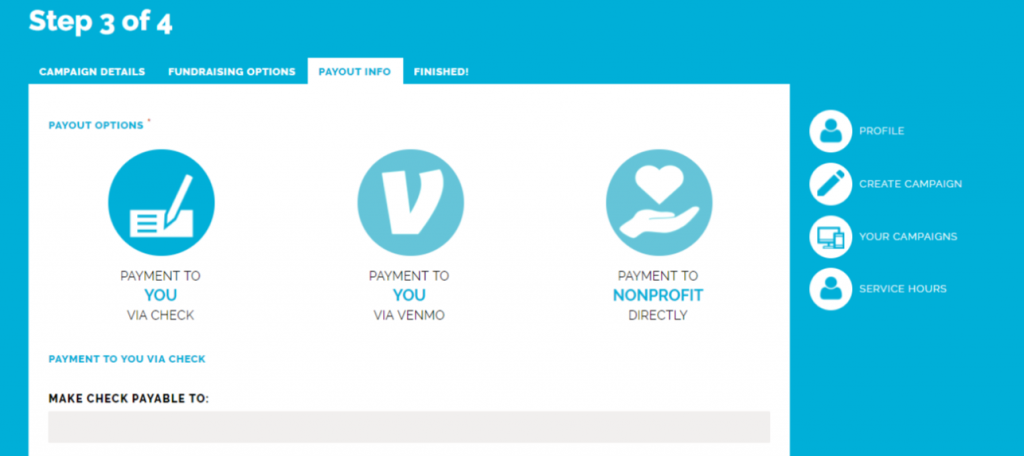 Step 3 of 4
CAMPAIGN DETAILS
FUNDRAISING OPTIONS
PAYOUT INFO
FINISHED!
PAYOUT OPTIONS *
PAYMENT TO
YOU
VIA CHECK
PAYMENT TO
YOU
VIA VENMO
PAYMENT TO
NONPROFIT
DIRECTLY
PAYMENT TO YOU VIA CHECK
MAKE CHECK PAYABLE TO:
PROFILE
CREATE CAMPAIGN
YOUR CAMPAIGNS
SERVICE HOURS